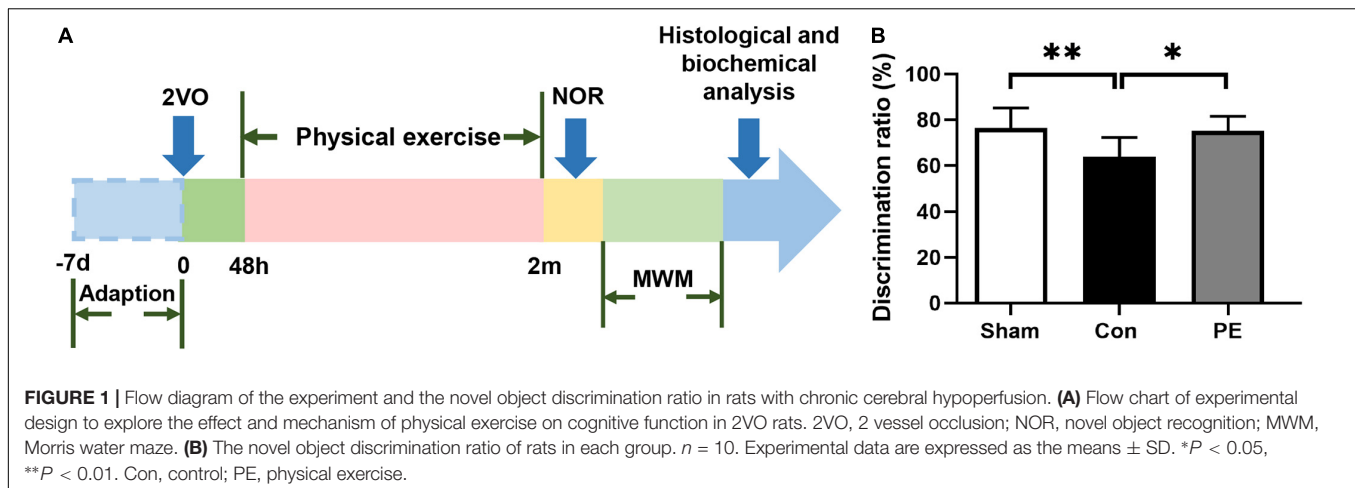 A
2VO
Physical exercise
NOR
Histological and
biochemical
analysis
-7d
0
48h
2m
Adaption
MWM
B
Discrimination ratio (%)
100
80
60
40
20
0
**
*
Sham
Con
PE
FIGURE 1 | Flow diagram of the experiment and the novel object discrimination ratio in rats with chronic cerebral hypoperfusion. (A) Flow chart of experimental
design to explore the effect and mechanism of physical exercise on cognitive function in 2VO rats. 2VO, 2 vessel occlusion; NOR, novel object recognition; MWM,
Morris water maze. (B) The novel object discrimination ratio of rats in each group. n = 10. Experimental data are expressed as the means ± SD. *P < 0.05,
**P < 0.01. Con, control; PE, physical exercise.